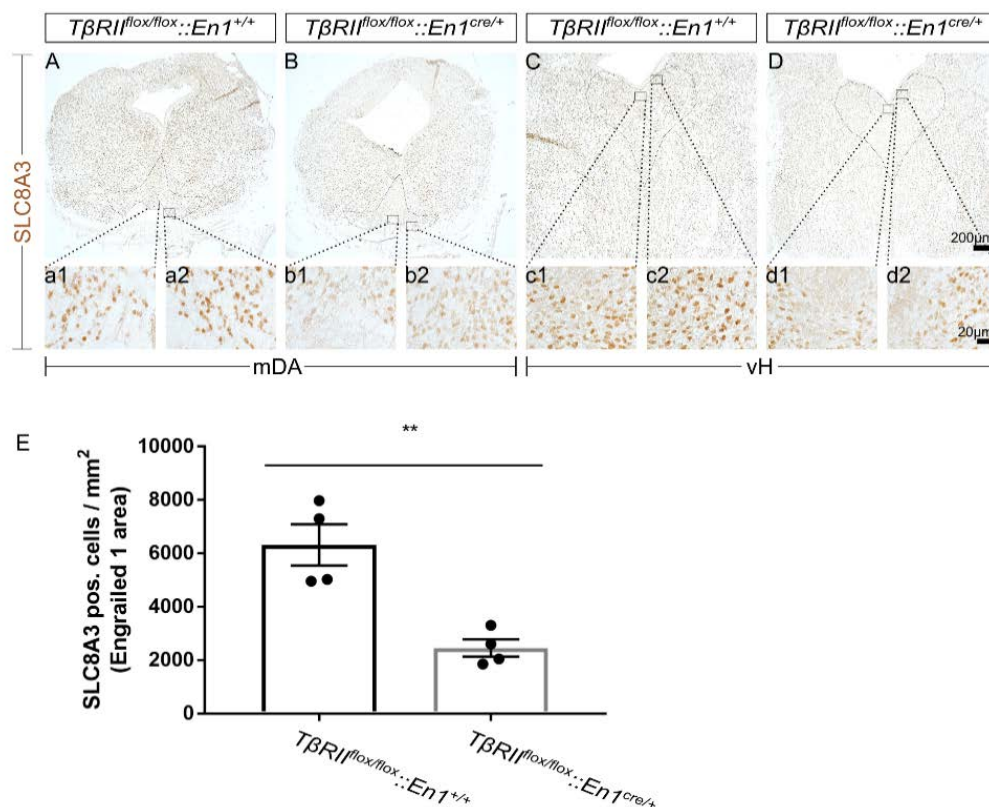 TβRII^flox/flox::En1^+/+ TβRII^flox/flox::En1^cre/+ TβRII^flox/flox::En1^+/+ TβRII^flox/flox::En1^cre/+
A B C D
SLC8A3
200µm
a1 a2 b1 b2 c1 c2 d1 d2
20µm
mDA vH
E
**
SLC8A3 pos. cells / mm²
(Engrailed 1 area)
10000
8000
6000
4000
2000
0
TβRII^flox/flox::En1^+/+
TβRII^flox/flox::En1^cre/+